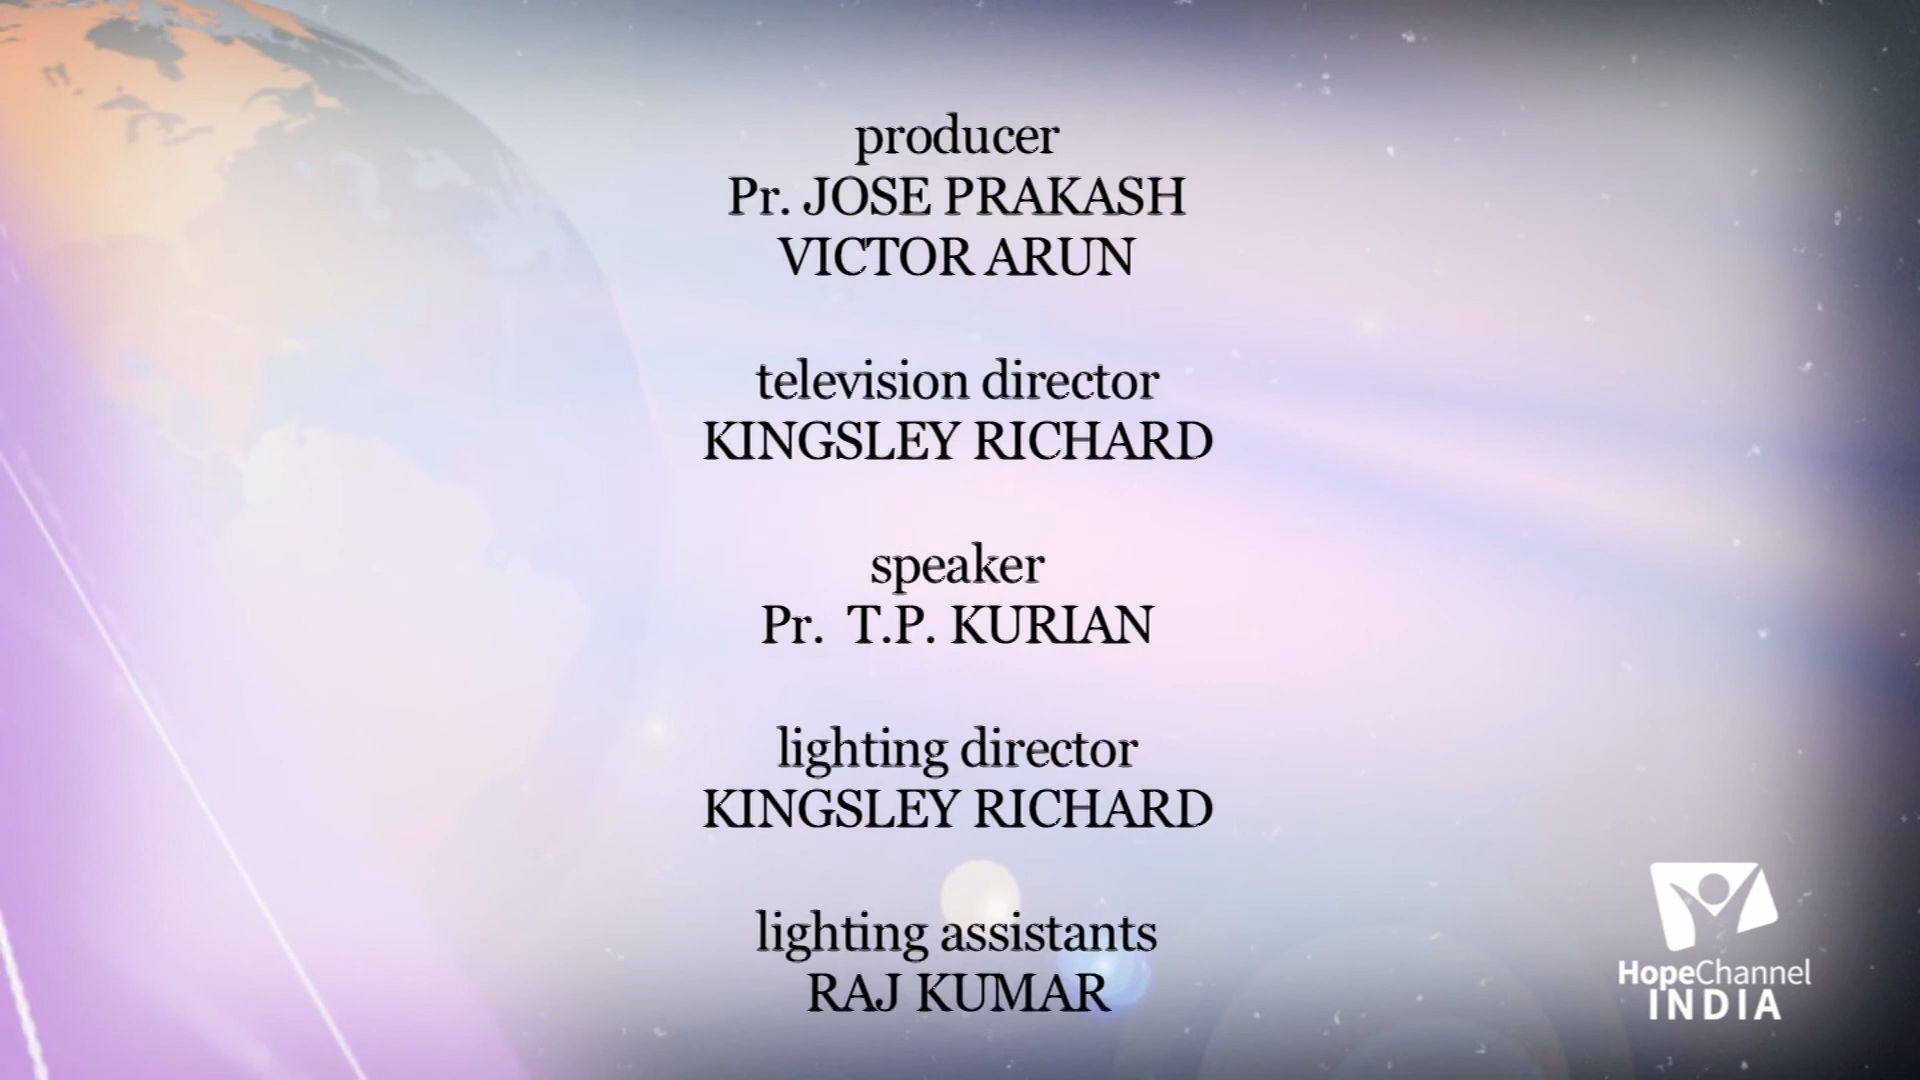 producer
Pr. JOSE PRAKASH
VICTOR ARUN
television director
KINGSLEY RICHARD
speaker
Pr. T.P. KURIAN
lighting director
KINGSLEY RICHARD
lighting assistants
RAJ KUMAR
HopeChannel
INDIA